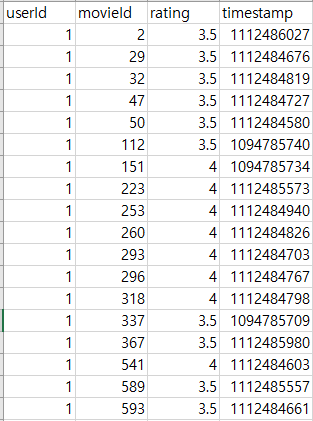 userId movieId rating timestamp
1 2 3.5 1112486027
1 29 3.5 1112484676
1 32 3.5 1112484819
1 47 3.5 1112484727
1 50 3.5 1112484580
1 112 3.5 1094785740
1 151 4 1094785734
1 223 4 1112485573
1 253 4 1112484940
1 260 4 1112484826
1 293 4 1112484703
1 296 4 1112484767
1 318 4 1112484798
1 337 3.5 1094785709
1 367 3.5 1112485980
1 541 4 1112484603
1 589 3.5 1112485557
1 593 3.5 1112484661